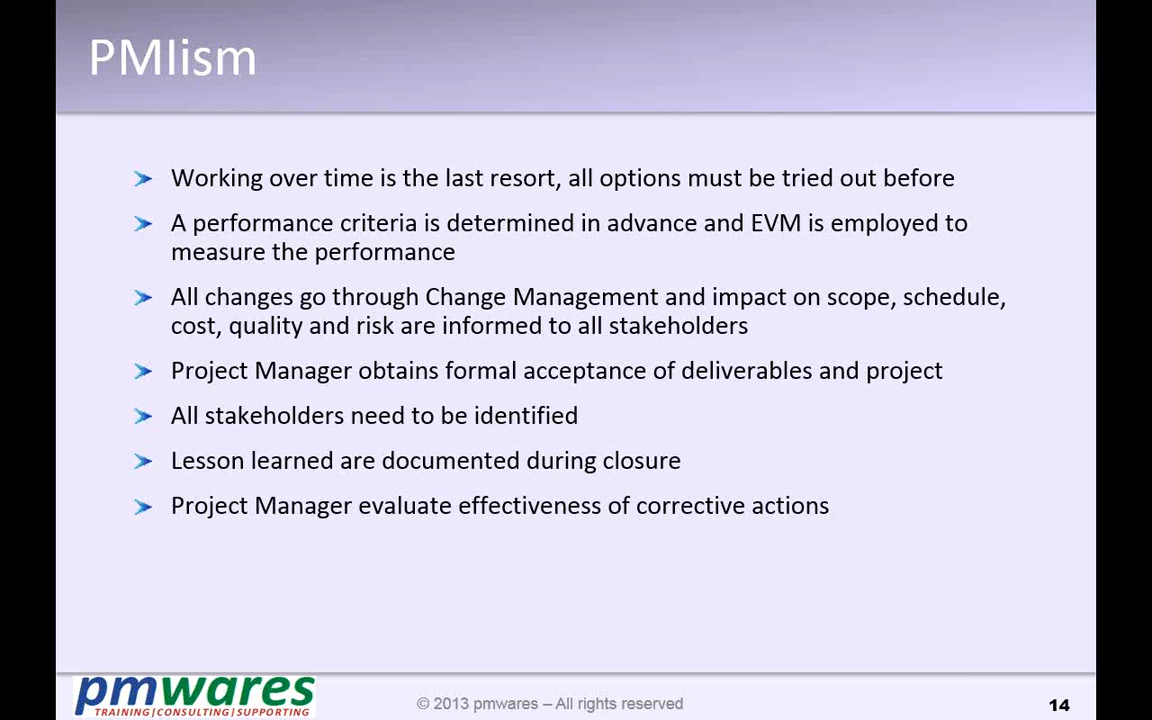 PMIism
Working over time is the last resort, all options must be tried out before
A performance criteria is determined in advance and EVM is employed to
measure the performance
All changes go through Change Management and impact on scope, schedule,
cost, quality and risk are informed to all stakeholders
Project Manager obtains formal acceptance of deliverables and project
All stakeholders need to be identified
Lesson learned are documented during closure
Project Manager evaluate effectiveness of corrective actions
pmwares
TRAINING|CONSULTING|SUPPORTING
© 2013 pmwares – All rights reserved
14